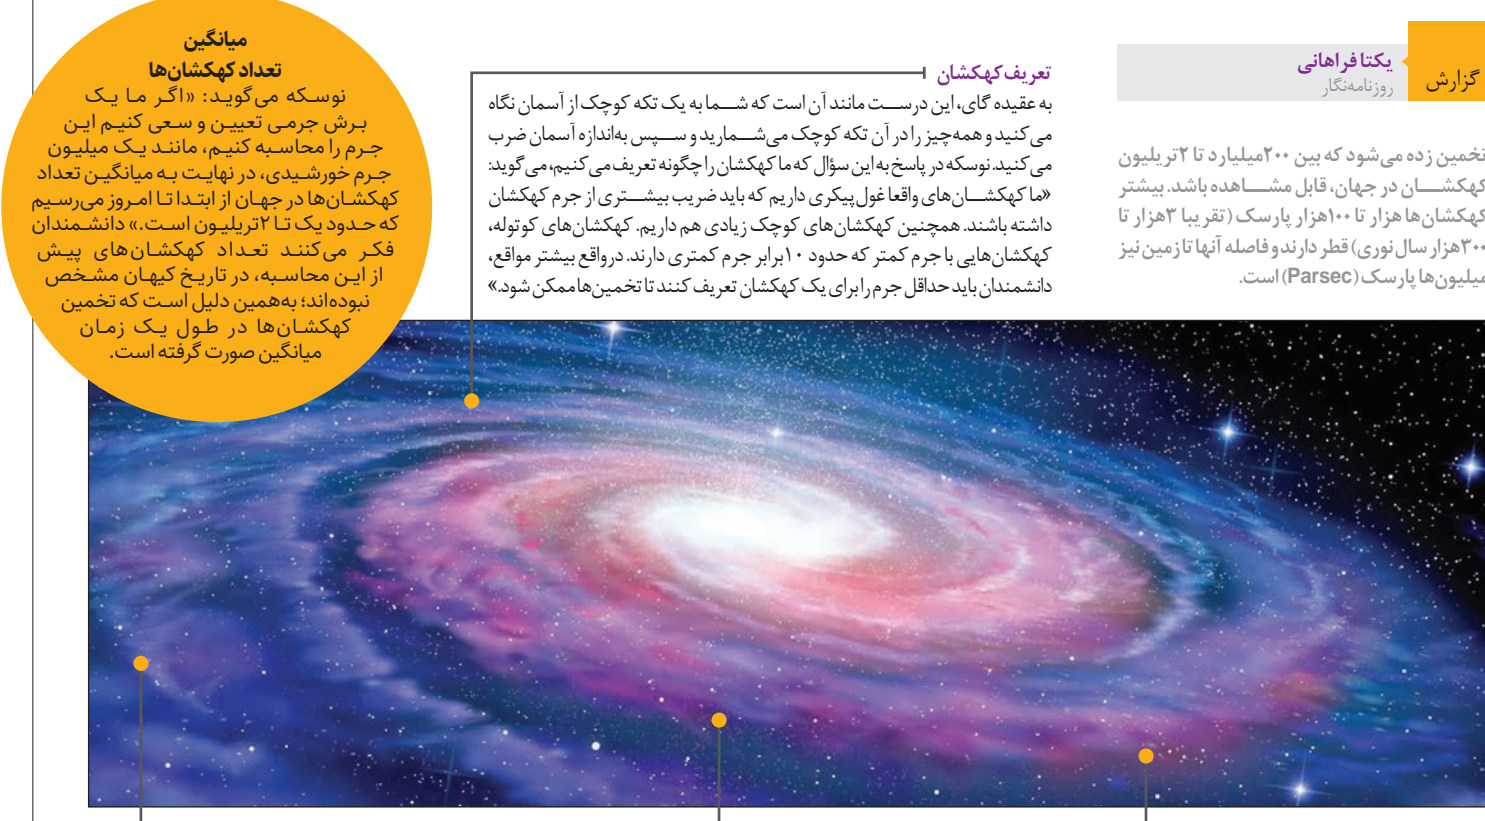 گزارش
یکتا فراهانی
روزنامه‌نگار
تخمین زده می‌شود که بین ۲۰۰میلیارد تا ۲تریلیون
کهکشان در جهان، قابل مشاهده باشد. بیشتر
کهکشان‌ها هزار تا ۱۰۰هزار پارسک (تقریبا ۳هزار تا
۳۰۰هزار سال نوری) قطر دارند و فاصله آنها تا زمین نیز
میلیون‌ها پارسک (Parsec) است.
تعریف کهکشان
به عقیده گای، این درست مانند آن است که شما به یک تکه کوچک از آسمان نگاه
می‌کنید و همه‌چیز را در آن تکه کوچک می‌شمارید و سپس به‌اندازه آسمان ضرب
می‌کنید. نوسکه در پاسخ به این سؤال که ما کهکشان را چگونه تعریف می‌کنیم، می‌گوید:
«ما کهکشان‌های واقعا غول‌پیکری داریم که باید ضریب بیشتری از جرم کهکشان
داشته باشند. همچنین کهکشان‌های کوچک زیادی هم داریم. کهکشان‌های کوتوله،
کهکشان‌هایی با جرم کمتر که حدود ۱۰برابر جرم کمتری دارند. درواقع بیشتر مواقع،
دانشمندان باید حداقل جرم را برای یک کهکشان تعریف کنند تا تخمین‌ها ممکن شود.»
میانگین
تعداد کهکشان‌ها
نوسکه می‌گوید: «اگر ما یک
برش جرمی تعیین و سعی کنیم این
جرم را محاسبه کنیم، مانند یک میلیون
جرم خورشیدی، در نهایت به میانگین تعداد
کهکشان‌ها در جهان از ابتدا تا امروز می‌رسیم
که حدود یک تا ۲تریلیون است.» دانشمندان
فکر می‌کنند تعداد کهکشان‌های پیش
از این محاسبه، در تاریخ کیهان مشخص
نبوده‌اند؛ به‌همین دلیل است که تخمین
کهکشان‌ها در طول یک زمان
میانگین صورت گرفته است.